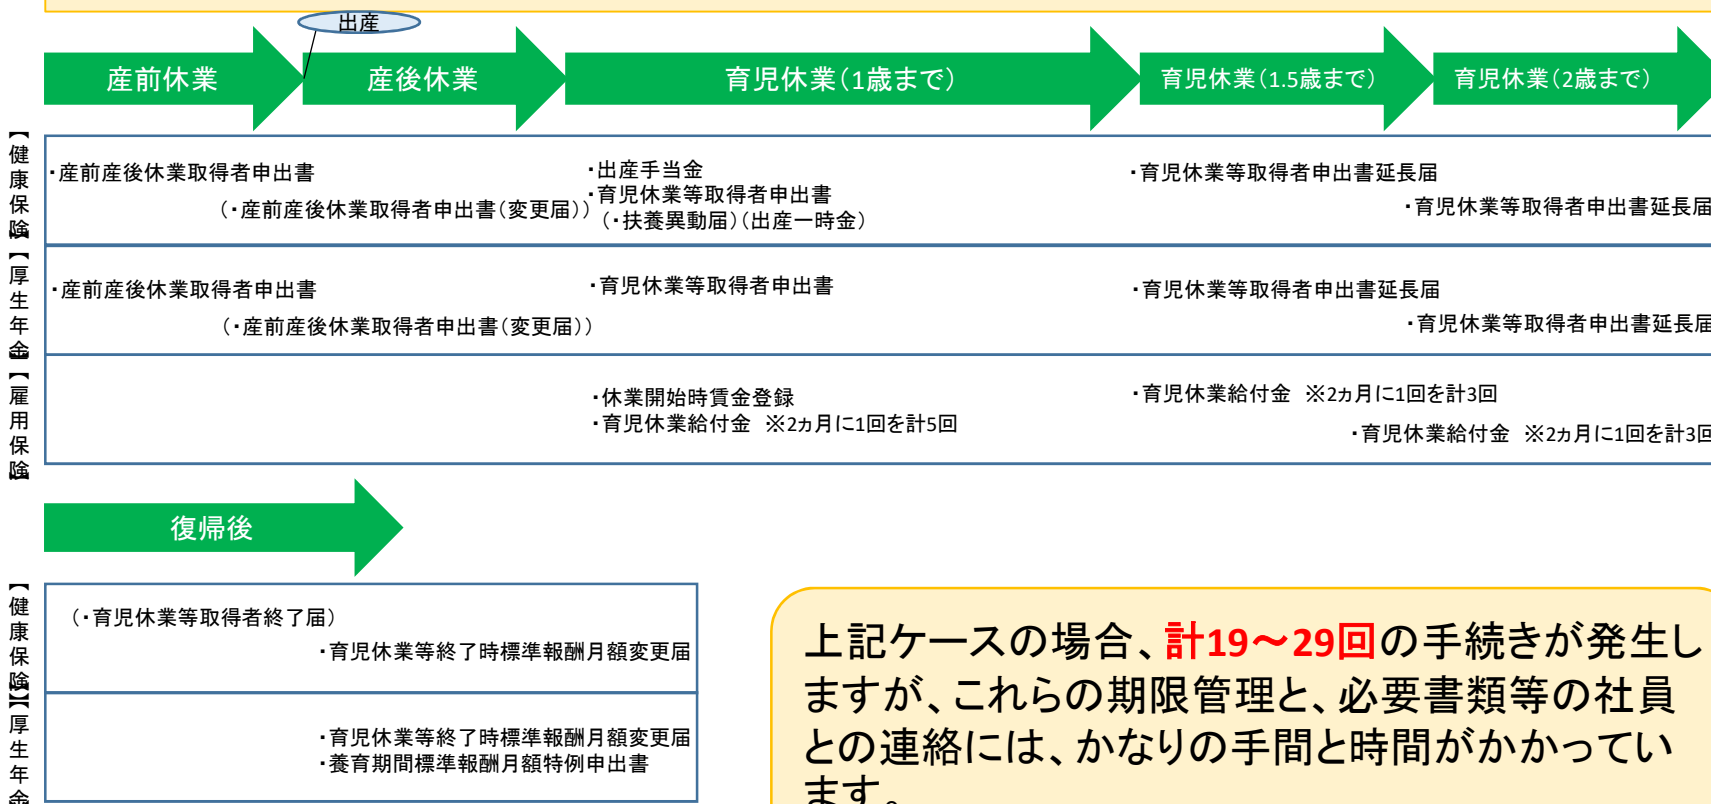 出産
産前休業
産後休業
育児休業(1歳まで)
育児休業(1.5歳まで)
育児休業(2歳まで)
【健康保険】
・産前産後休業取得者申出書
(・産前産後休業取得者申出書(変更届))
・出産手当金
・育児休業等取得者申出書
(・扶養異動届)(出産一時金)
・育児休業等取得者申出書延長届
・育児休業等取得者申出書延長届
【厚生年金】
・産前産後休業取得者申出書
(・産前産後休業取得者申出書(変更届))
・育児休業等取得者申出書
・育児休業等取得者申出書延長届
・育児休業等取得者申出書延長届
【雇用保険】
・休業開始時賃金登録
・育児休業給付金 ※2ヵ月に1回を計5回
・育児休業給付金 ※2ヵ月に1回を計3回
・育児休業給付金 ※2ヵ月に1回を計3回
復帰後
【健康保険】
(・育児休業等取得者終了届)
・育児休業等終了時標準報酬月額変更届
【厚生年金
・育児休業等終了時標準報酬月額変更届
・養育期間標準報酬月額特例申出書
上記ケースの場合、計19~29回の手続きが発生し
ますが、これらの期限管理と、必要書類等の社員
との連絡には、かなりの手間と時間がかかってい
ます。